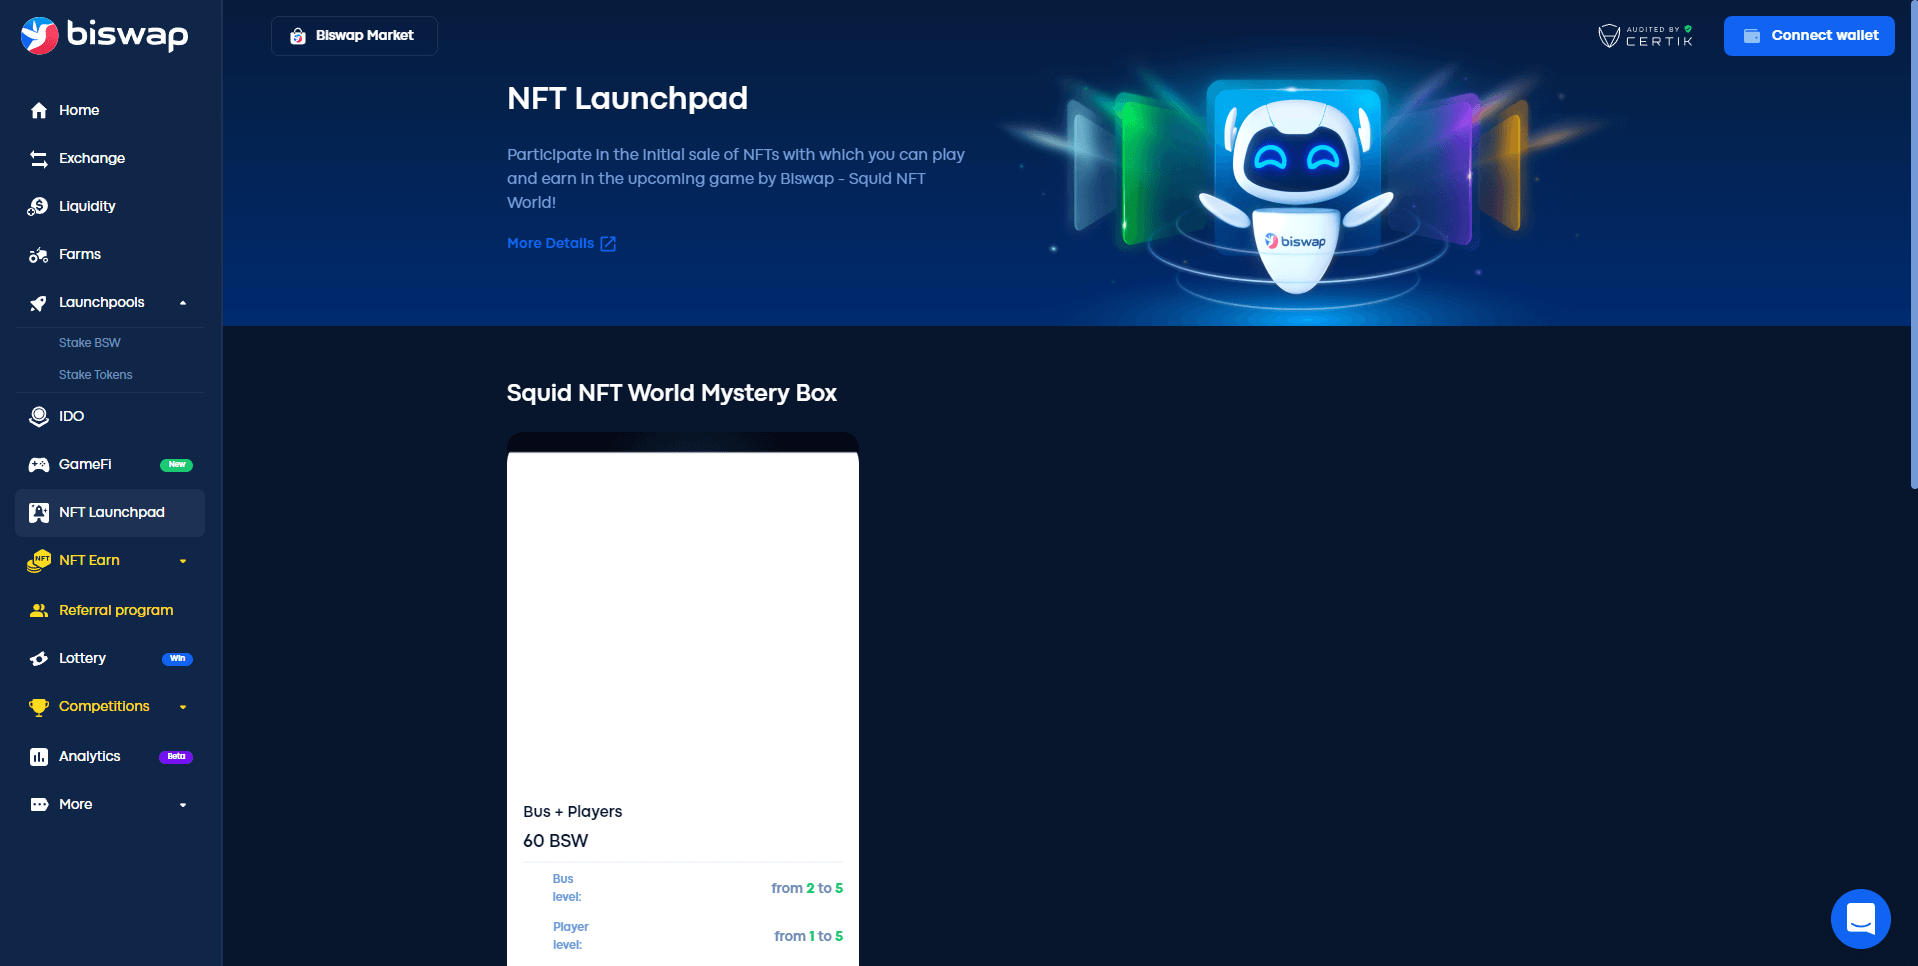 biswap
Home
Exchange
Liquidity
Farms
Launchpools
Stake BSW
Stake Tokens
IDO
GameFi New
NFT Launchpad
NFT
NFT Earn
Referral program
Lottery Win
Competitions
Analytics Beta
More
Biswap Market
AUDITED BY
CERTIK
Connect wallet
NFT Launchpad
Participate in the initial sale of NFTs with which you can play
and earn in the upcoming game by Biswap - Squid NFT
World!
More Details
biswap
Squid NFT World Mystery Box
Bus + Players
60 BSW
Bus
level:
from 2 to 5
Player
level:
from 1 to 5